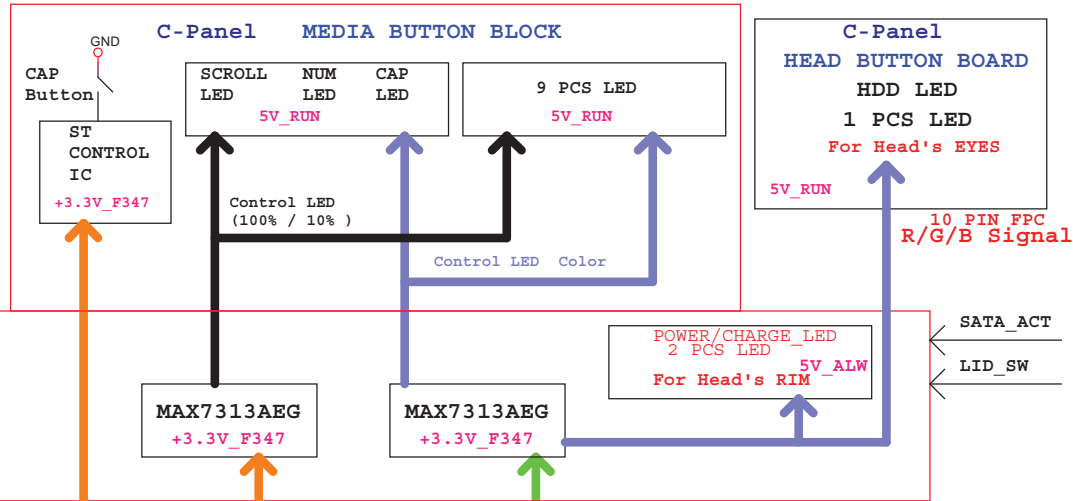 C-Panel MEDIA BUTTON BLOCK
GND
CAP
Button
ST
CONTROL
IC
+3.3V_F347
SCROLL NUM CAP
LED LED LED
5V_RUN
9 PCS LED
5V_RUN
Control LED
(100% / 10% )
Control LED Color
C-Panel
HEAD BUTTON BOARD
HDD LED
1 PCS LED
For Head's EYES
5V_RUN
10 PIN FPC
R/G/B Signal
POWER/CHARGE_LED
2 PCS LED
5V_ALW
For Head's RIM
SATA_ACT
LID_SW
MAX7313AEG
+3.3V_F347
MAX7313AEG
+3.3V_F347